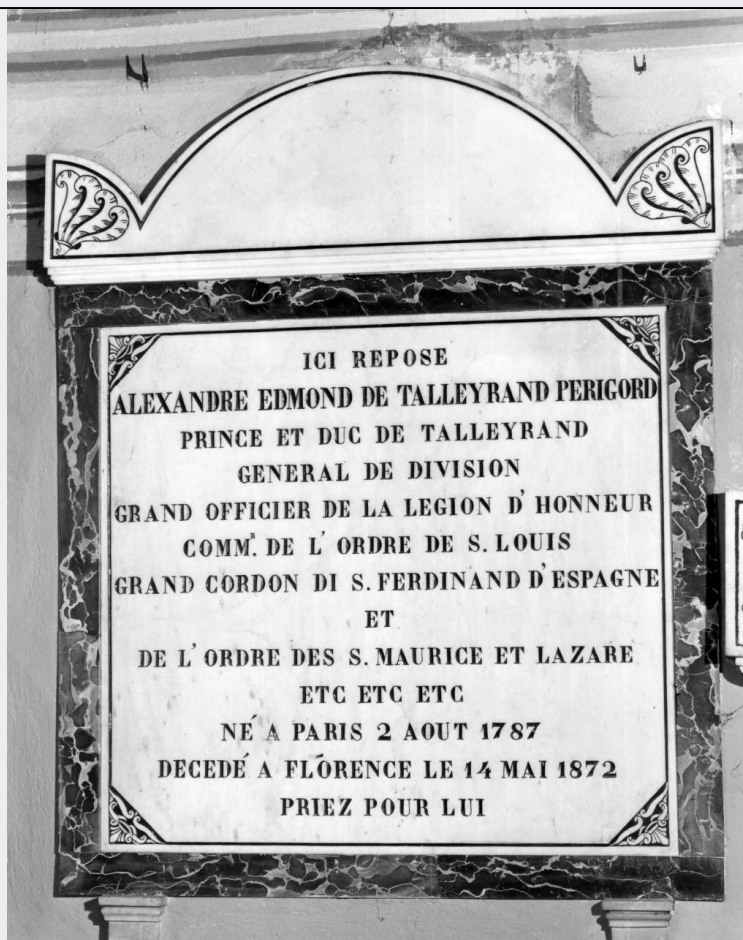 ICI REPOSE
ALEXANDRE EDMOND DE TALLEYRAND PERIGORD
PRINCE ET DUC DE TALLEYRAND
GENERAL DE DIVISION
GRAND OFFICIER DE LA LEGION D'HONNEUR
COMM.R DE L'ORDRE DE S. LOUIS
GRAND CORDON DI S. FERDINAND D'ESPAGNE
ET
DE L'ORDRE DES S. MAURICE ET LAZARE
ETC ETC ETC
NÉ A PARIS 2 AOUT 1787
DECEDÉ A FLORENCE LE 14 MAI 1872
PRIEZ POUR LUI